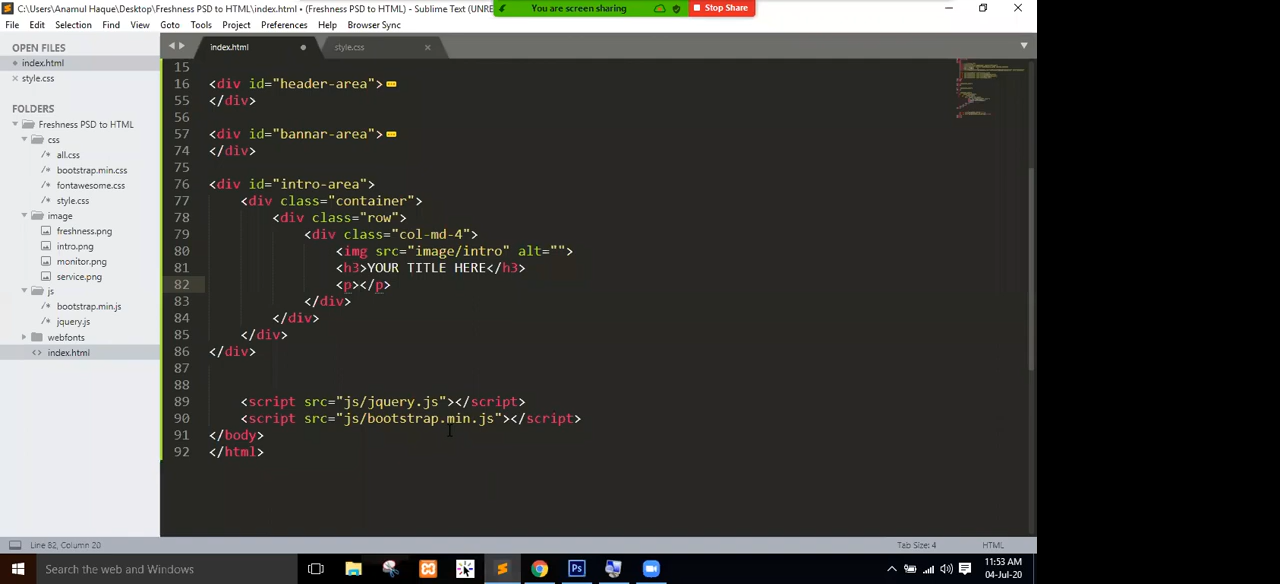 C:\Users\Anamul Haque\Desktop\Freshness PSD to HTML\index.html • (Freshness PSD to HTML) - Sublime Text (UNRE
You are screen sharing
Stop Share
File Edit Selection Find View Goto Tools Project Preferences Help Browser Sync
OPEN FILES
index.html
style.css
FOLDERS
Freshness PSD to HTML
css
/* all.css
/* bootstrap.min.css
/* fontawesome.css
/* style.css
image
freshness.png
intro.png
monitor.png
service.png
js
/* bootstrap.min.js
/* jquery.js
webfonts
<> index.html
index.html
style.css
15
16 <div id="header-area">
55 </div>
56
57 <div id="bannar-area">
74 </div>
75
76 <div id="intro-area">
77 <div class="container">
78 <div class="row">
79 <div class="col-md-4">
80 <img src="image/intro" alt="">
81 <h3>YOUR TITLE HERE</h3>
82 <p></p>
83 </div>
84 </div>
85 </div>
86 </div>
87
88
89 <script src="js/jquery.js"></script>
90 <script src="js/bootstrap.min.js"></script>
91 </body>
92 </html>
Line 82, Column 20
Tab Size: 4
HTML
Search the web and Windows
Ps
11:53 AM
04-Jul-20